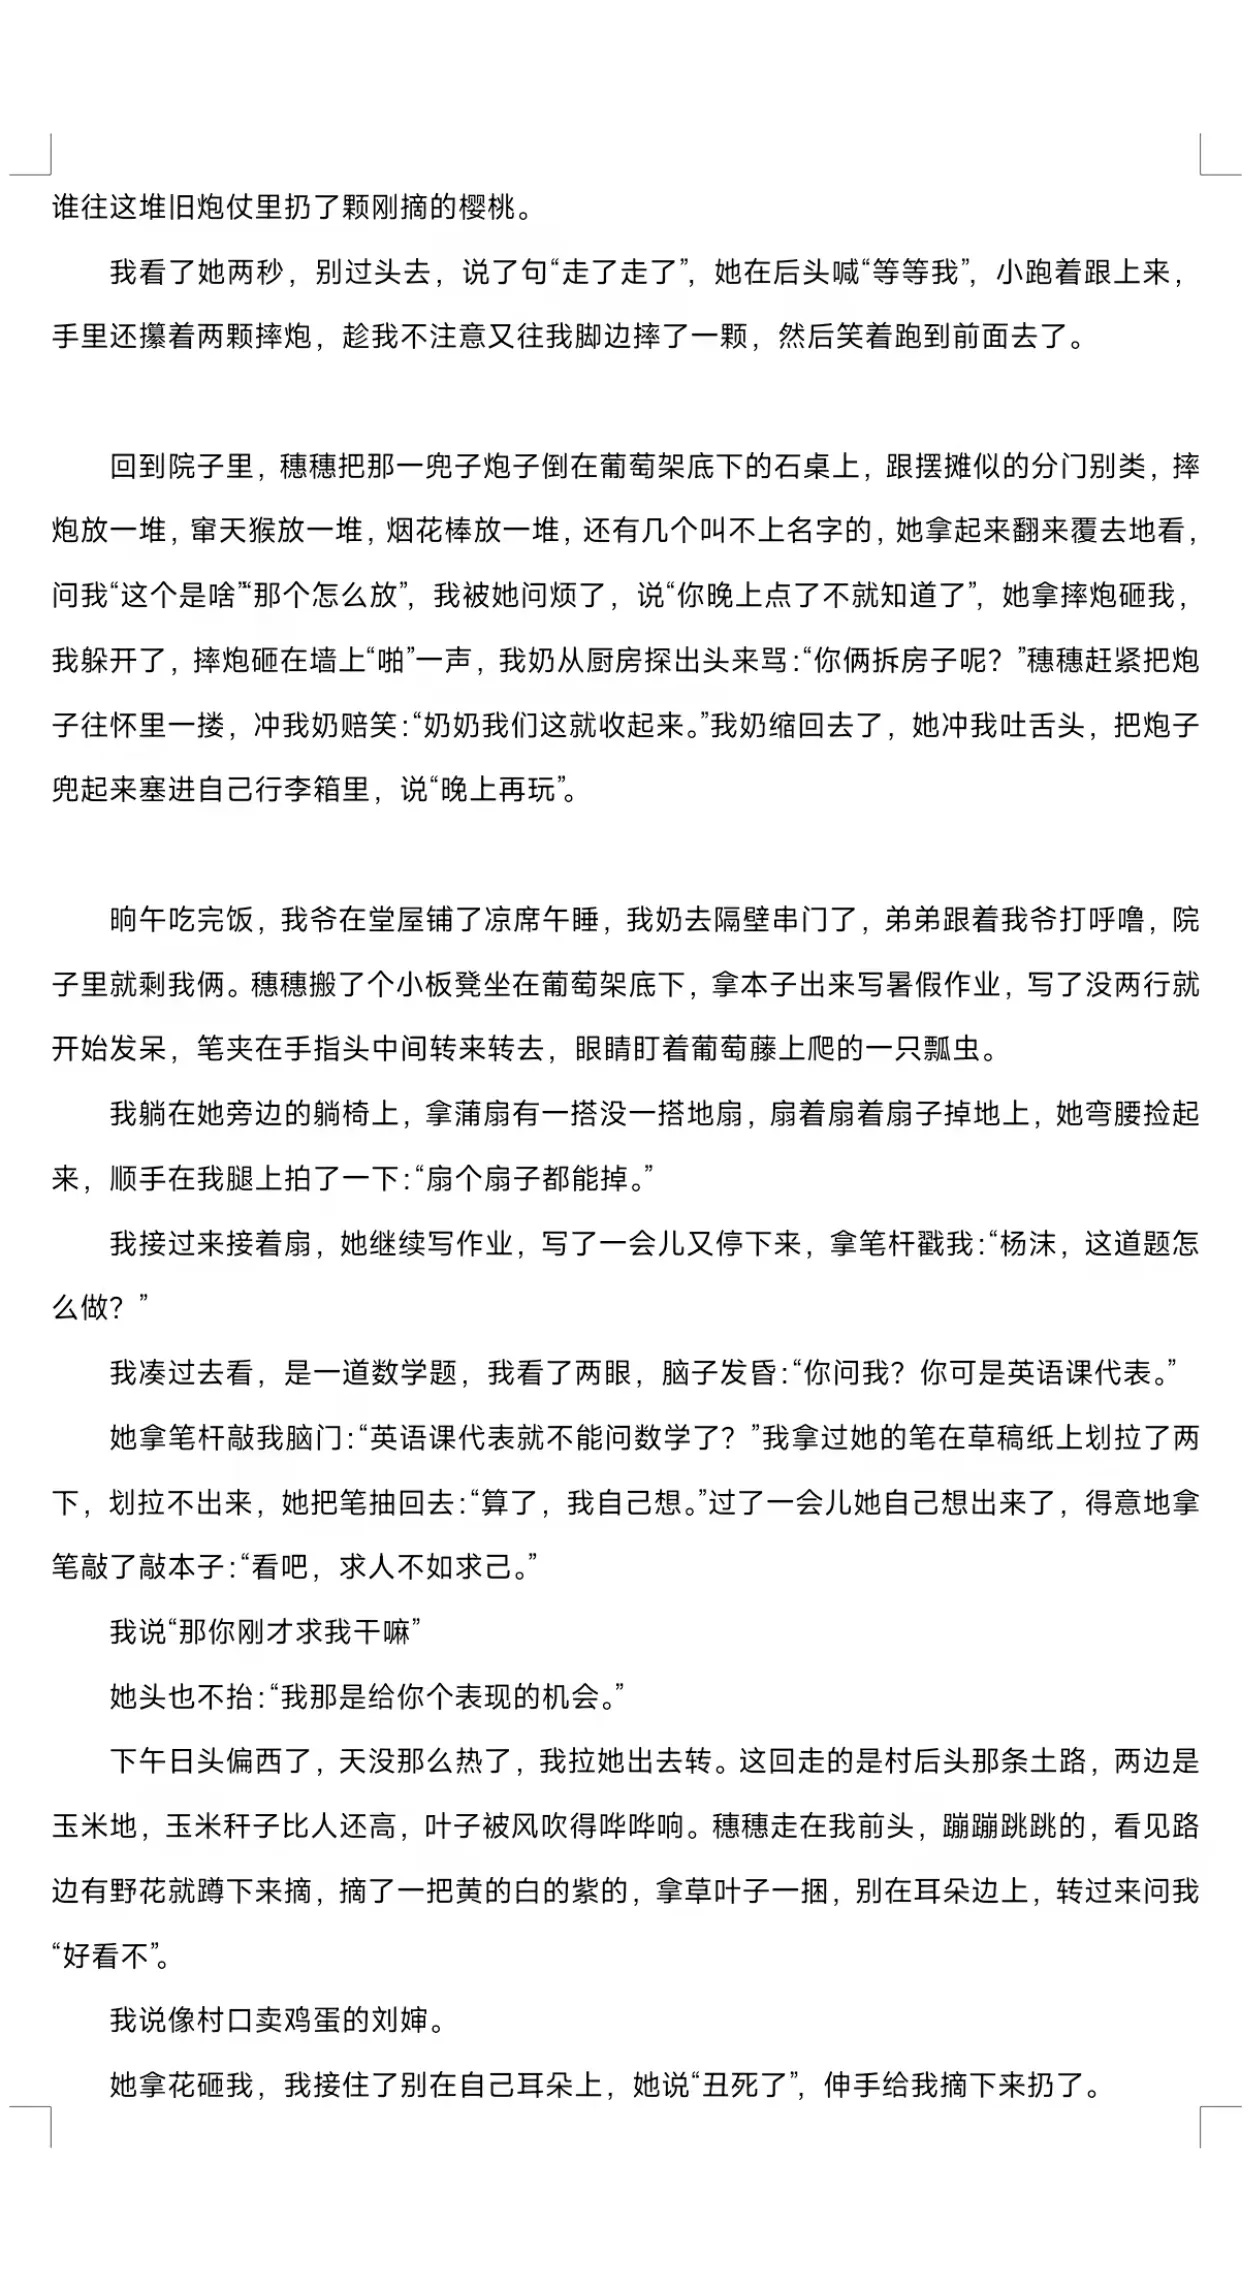 谁往这堆旧炮仗里扔了颗刚摘的樱桃。
我看了她两秒，别过头去，说了句“走了走了”，她在后头喊“等等我”，小跑着跟上来，
手里还攥着两颗摔炮，趁我不注意又往我脚边摔了一颗，然后笑着跑到前面去了。
回到院子里，穗穗把那一兜子炮子倒在葡萄架底下的石桌上，跟摆摊似的分门别类，摔
炮放一堆，窜天猴放一堆，烟花棒放一堆，还有几个叫不上名字的，她拿起来翻来覆去地看，
问我“这个是啥”“那个怎么放”，我被她问烦了，说“你晚上点了不就知道了”，她拿摔炮砸我，
我躲开了，摔炮砸在墙上“啪”一声，我奶从厨房探出头来骂：“你俩拆房子呢？”穗穗赶紧把炮
子往怀里一搂，冲我奶赔笑：“奶奶我们这就收起来。”我奶缩回去了，她冲我吐舌头，把炮子
兜起来塞进自己行李箱里，说“晚上再玩”。
晌午吃完饭，我爷在堂屋铺了凉席午睡，我奶去隔壁串门了，弟弟跟着我爷打呼噜，院
子里就剩我俩。穗穗搬了个小板凳坐在葡萄架底下，拿本子出来写暑假作业，写了没两行就
开始发呆，笔夹在手指头中间转来转去，眼睛盯着葡萄藤上爬的一只瓢虫。
我躺在她旁边的躺椅上，拿蒲扇有一搭没一搭地扇，扇着扇着扇子掉地上，她弯腰捡起
来，顺手在我腿上拍了一下：“扇个扇子都能掉。”
我接过来接着扇，她继续写作业，写了一会儿又停下来，拿笔杆戳我：“杨沫，这道题怎
么做？”
我凑过去看，是一道数学题，我看了两眼，脑子发昏：“你问我？你可是英语课代表。”
她拿笔杆敲我脑门：“英语课代表就不能问数学了？”我拿过她的笔在草稿纸上划拉了两
下，划拉不出来，她把笔抽回去：“算了，我自己想。”过了一会儿她自己想出来了，得意地拿
笔敲了敲本子：“看吧，求人不如求己。”
我说“那你刚才求我干嘛”
她头也不抬：“我那是给你个表现的机会。”
下午日头偏西了，天没那么热了，我拉她出去转。这回走的是村后头那条土路，两边是
玉米地，玉米秆子比人还高，叶子被风吹得哗哗响。穗穗走在我前头，蹦蹦跳跳的，看见路
边有野花就蹲下来摘，摘了一把黄的白的紫的，拿草叶子一捆，别在耳朵边上，转过来问我
“好看不”。
我说像村口卖鸡蛋的刘婶。
她拿花砸我，我接住了别在自己耳朵上，她说“丑死了”，伸手给我摘下来扔了。